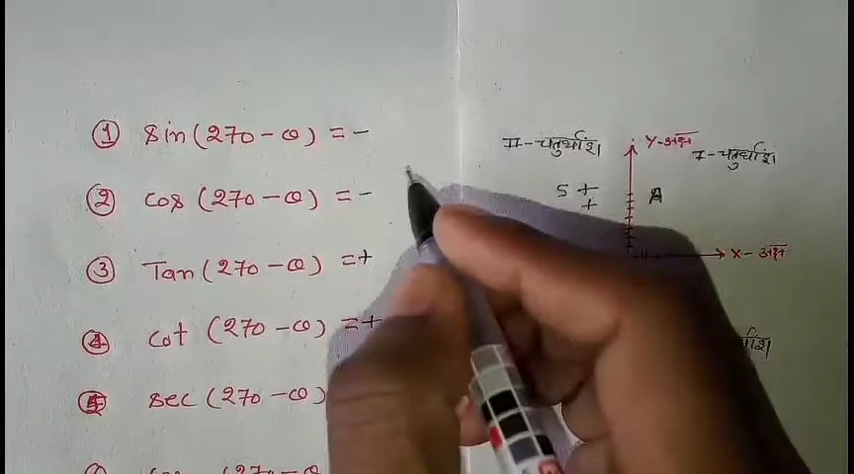 ① sin (270 - θ) = -
② cos (270 - θ) = -
③ Tan (270 - θ) = +
④ cot (270 - θ) = +
⑤ sec (270 - θ)
(270 - θ
II - चतुर्थांश
Y-अक्ष
I - चतुर्थांश
S +
+
A
X - अक्ष